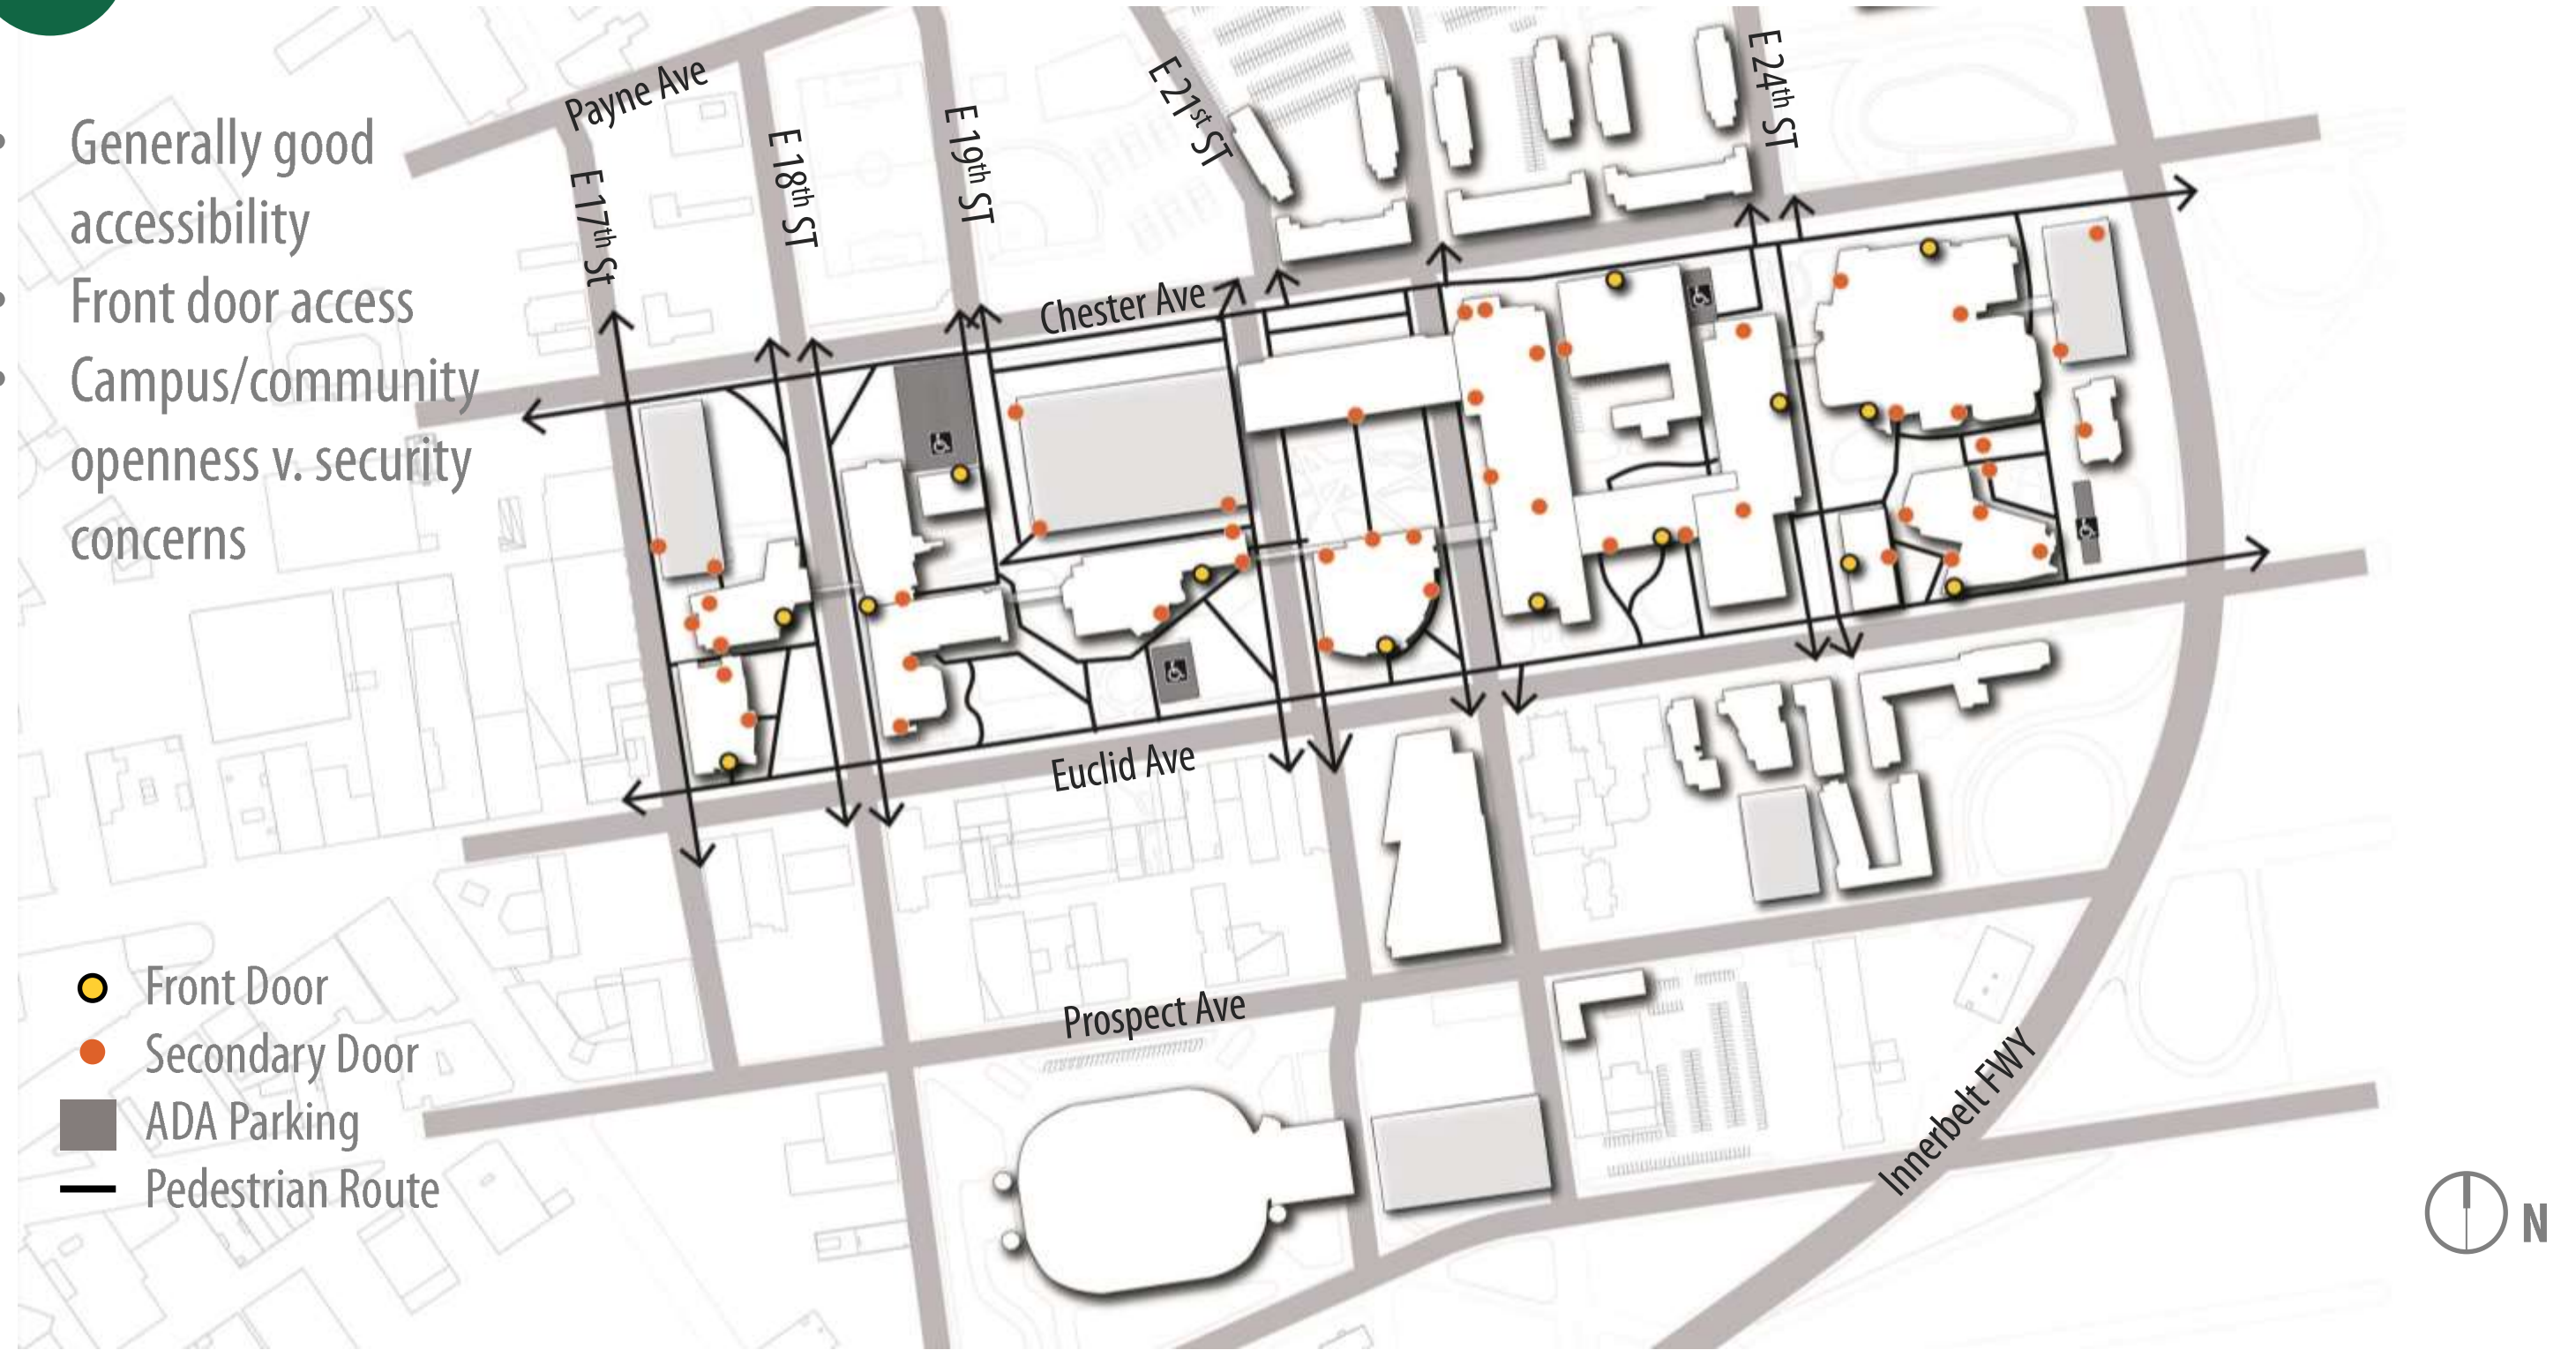 • Generally good
accessibility
• Front door access
• Campus/community
openness v. security
concerns
Payne Ave
E 17th St
E 18th ST
E 19th ST
E 21st ST
E 24th ST
Chester Ave
Euclid Ave
Prospect Ave
Innerbelt FWY
Front Door
Secondary Door
ADA Parking
Pedestrian Route
N